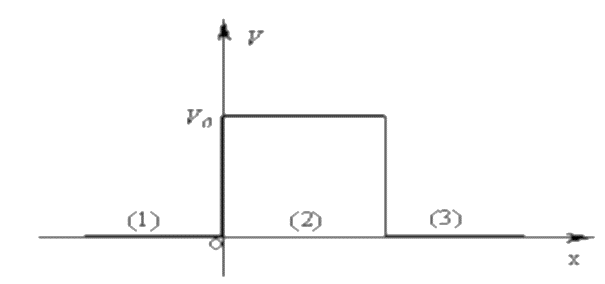 V
V₀
(1) (2) (3)
O
x